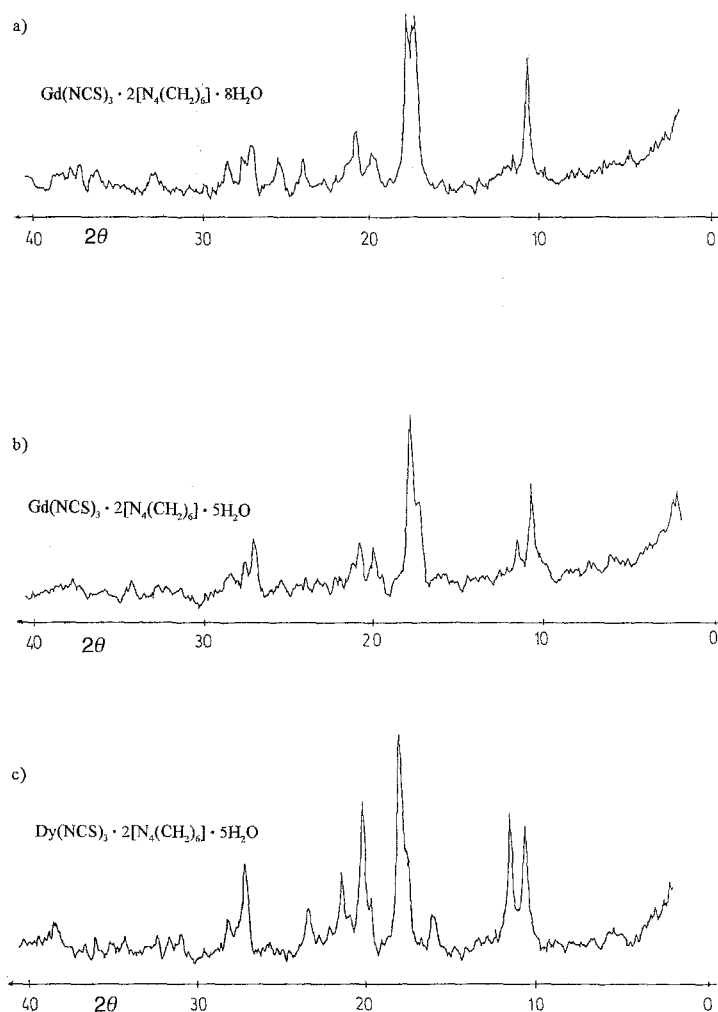 a)
Gd(NCS)₃ · 2[N₄(CH₂)₆] · 8H₂O
40 2θ 30 20 10 0
b)
Gd(NCS)₃ · 2[N₄(CH₂)₆] · 5H₂O
40 2θ 30 20 10 0
c)
Dy(NCS)₃ · 2[N₄(CH₂)₆] · 5H₂O
40 2θ 30 20 10 0